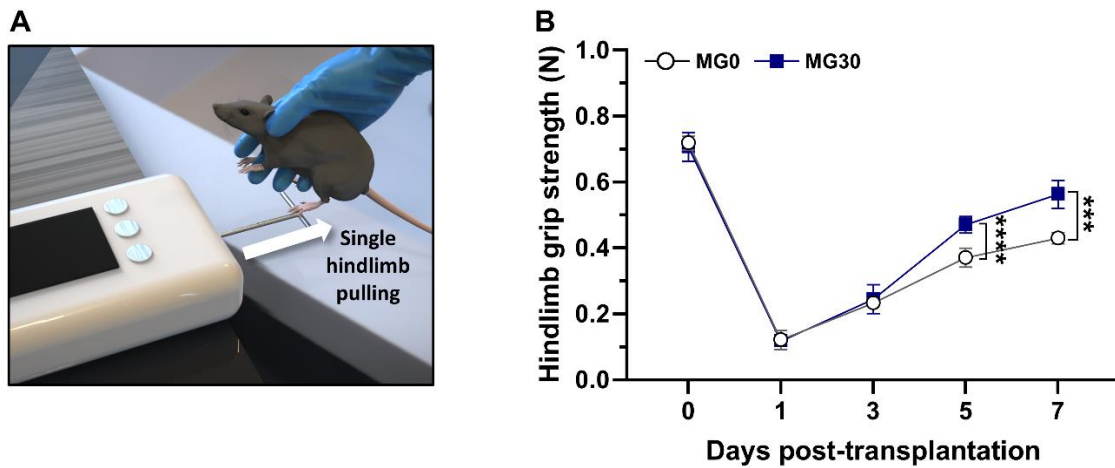 A
Single
hindlimb
pulling
B
MG0 MG30
Hindlimb grip strength (N)
1.0
0.8
0.6
0.4
0.2
0.0
****
***
0 1 3 5 7
Days post-transplantation